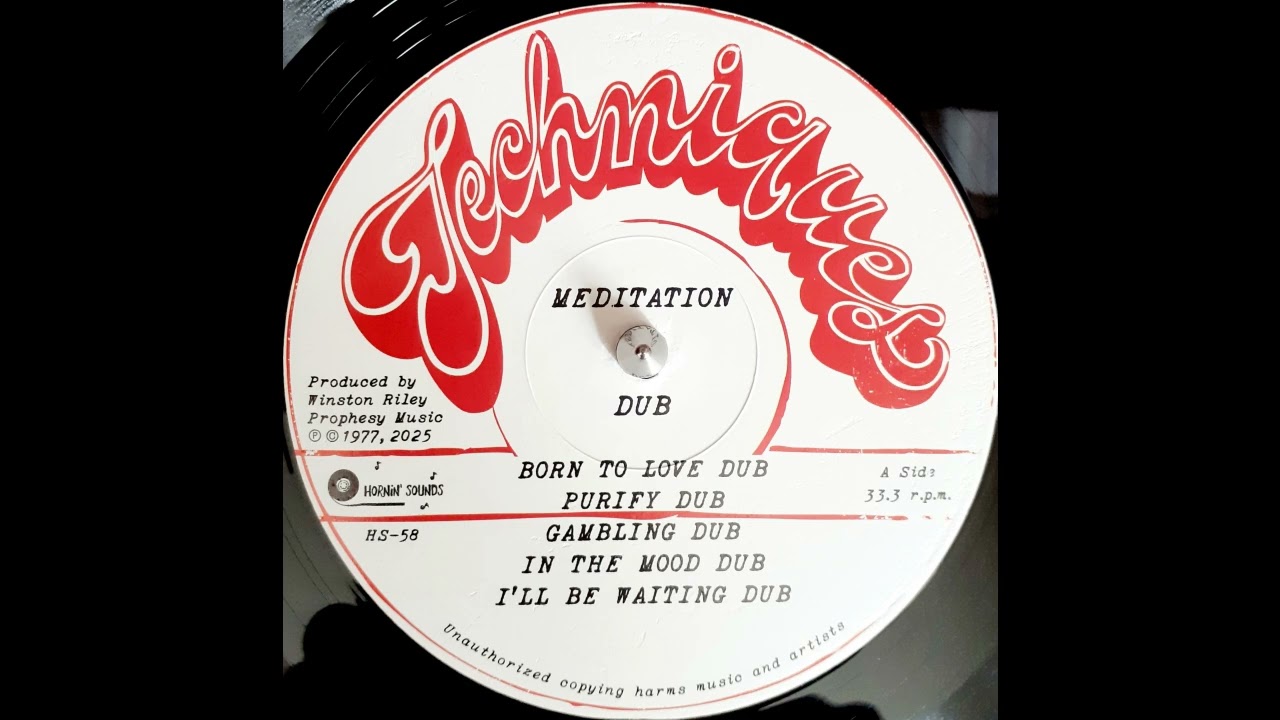 Techniques
MEDITATION
DUB
Produced by
Winston Riley
Prophesy Music
℗ © 1977, 2025
HORNIN' SOUNDS
HS-58
BORN TO LOVE DUB
PURIFY DUB
GAMBLING DUB
IN THE MOOD DUB
I'LL BE WAITING DUB
A Side
33.3 r.p.m.
Unauthorized copying harms music and artists